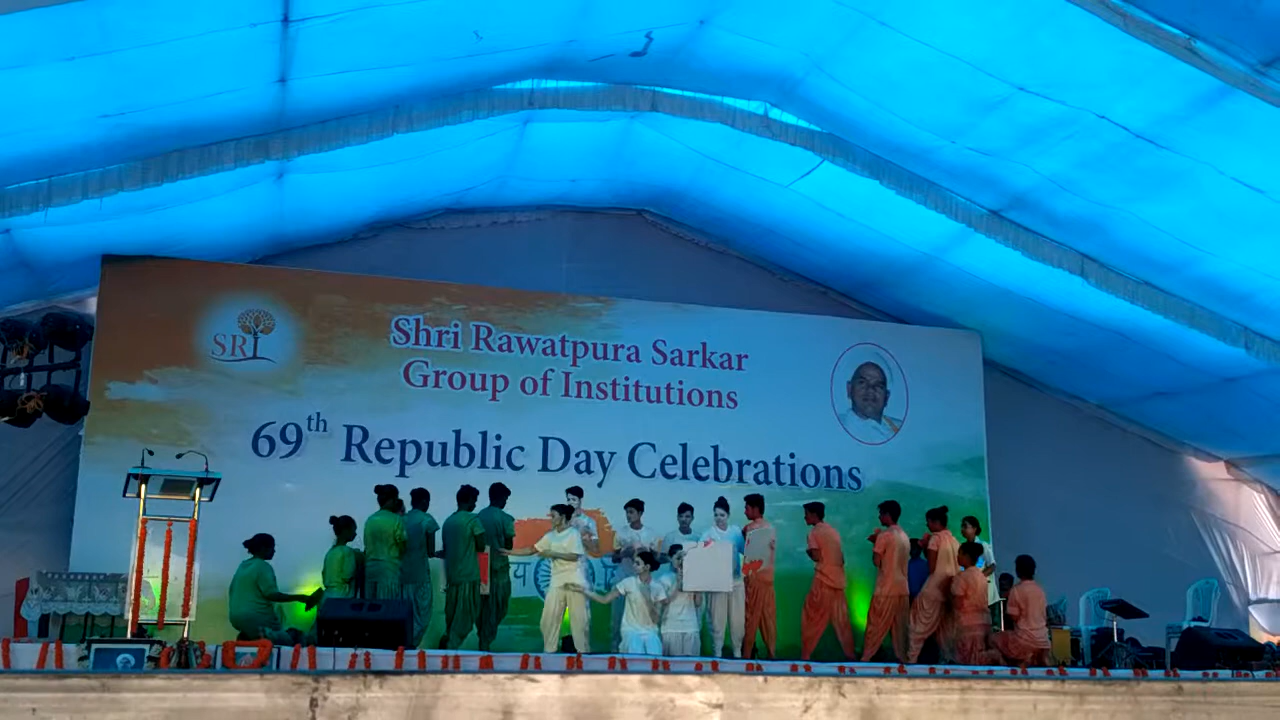 SRI
Shri Rawatpura Sarkar
Group of Institutions
69th Republic Day Celebrations